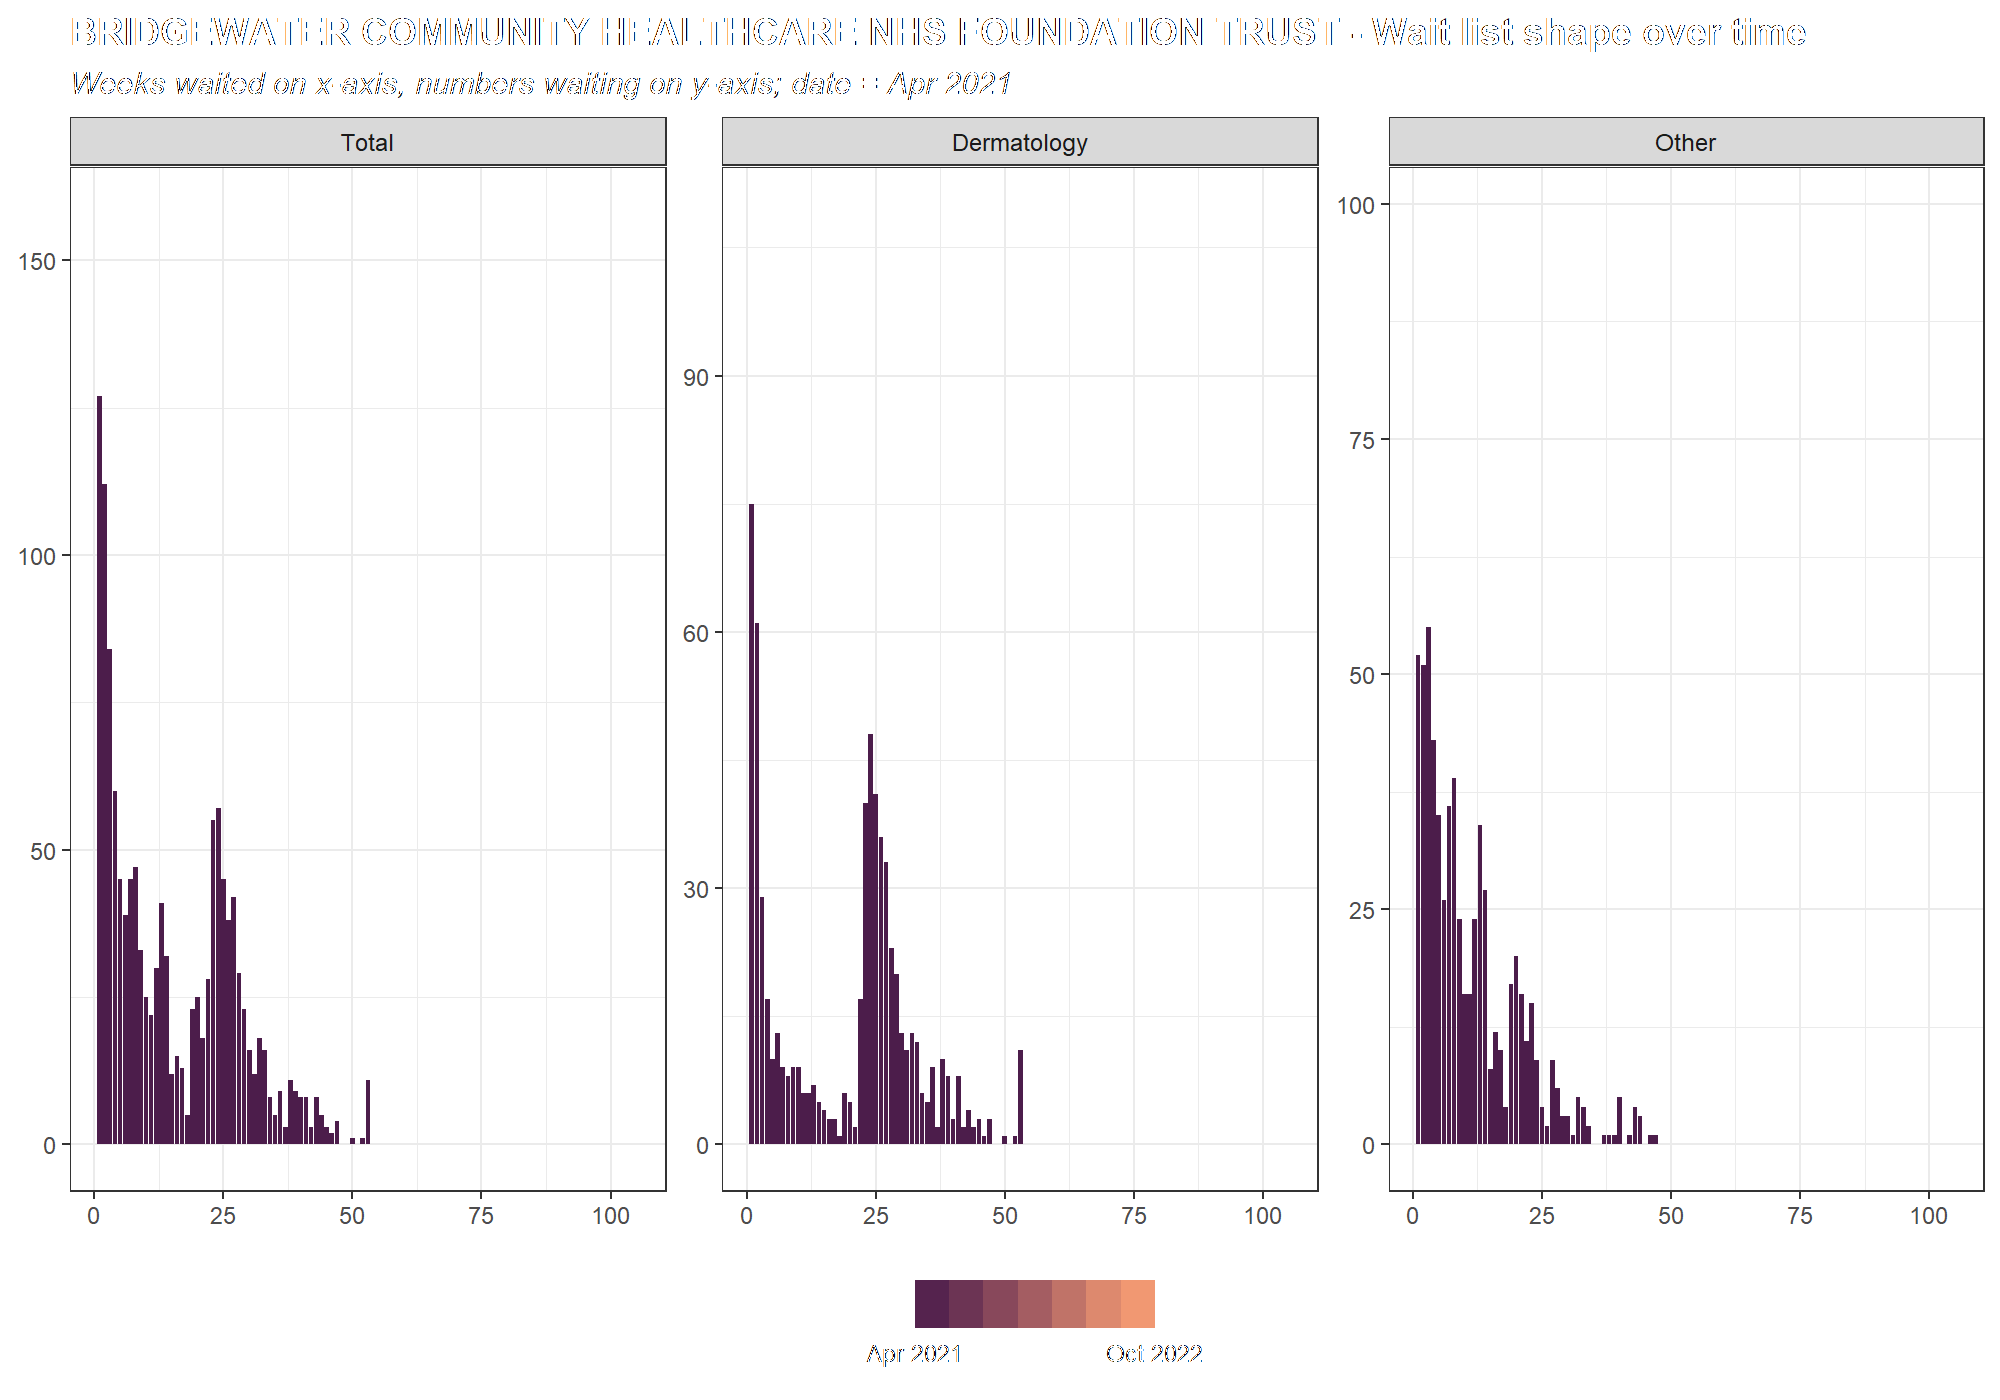 BRIDGEWATER COMMUNITY HEALTHCARE NHS FOUNDATION TRUST - Wait list shape over time
Weeks waited on x-axis, numbers waiting on y-axis; date = Apr 2021
Total
Dermatology
Other
150
100
50
0
90
60
30
0
100
75
50
25
0
0 25 50 75 100
0 25 50 75 100
0 25 50 75 100
Apr 2021 Oct 2022